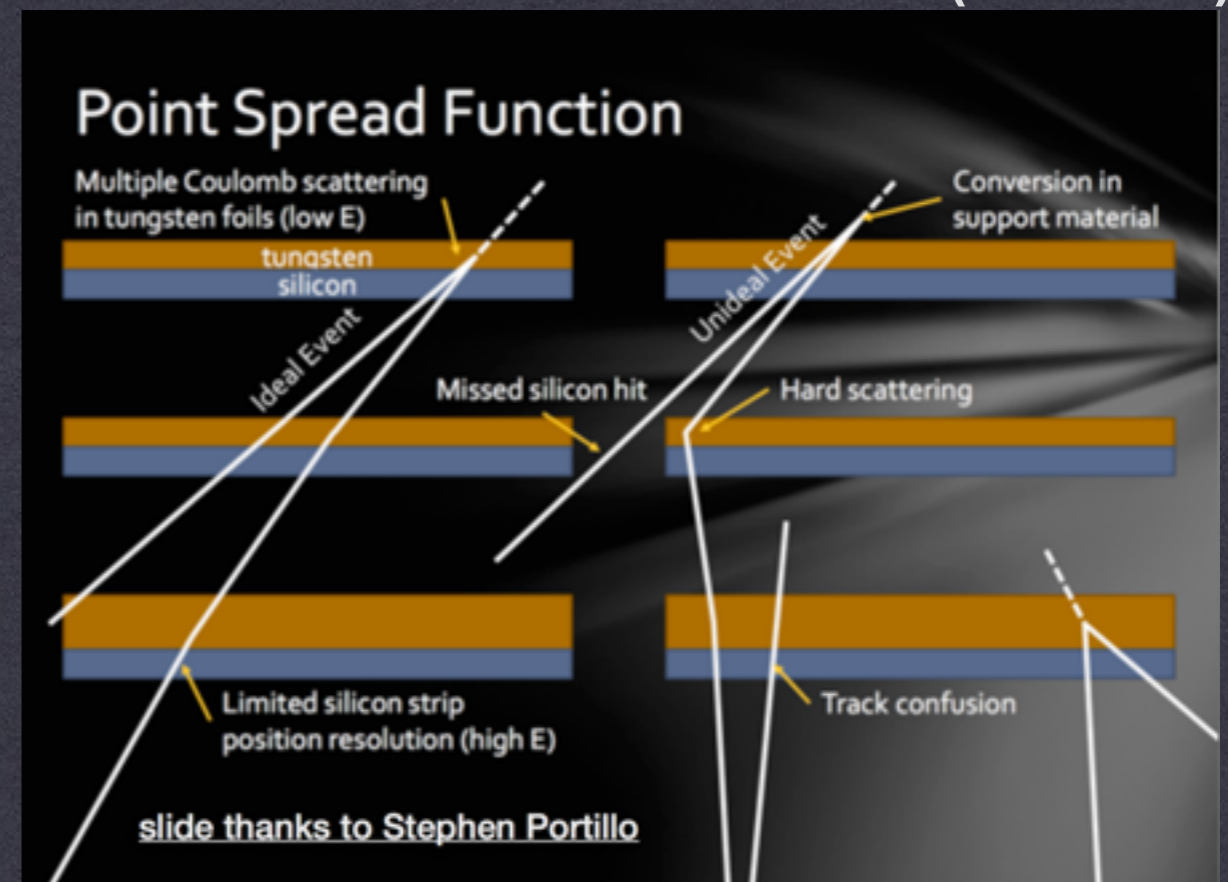 Point Spread Function
Multiple Coulomb scattering
in tungsten foils (low E)
Conversion in
support material
tungsten
silicon
Ideal Event
Unideal Event
Missed silicon hit
Hard scattering
Limited silicon strip
position resolution (high E)
Track confusion
slide thanks to Stephen Portillo